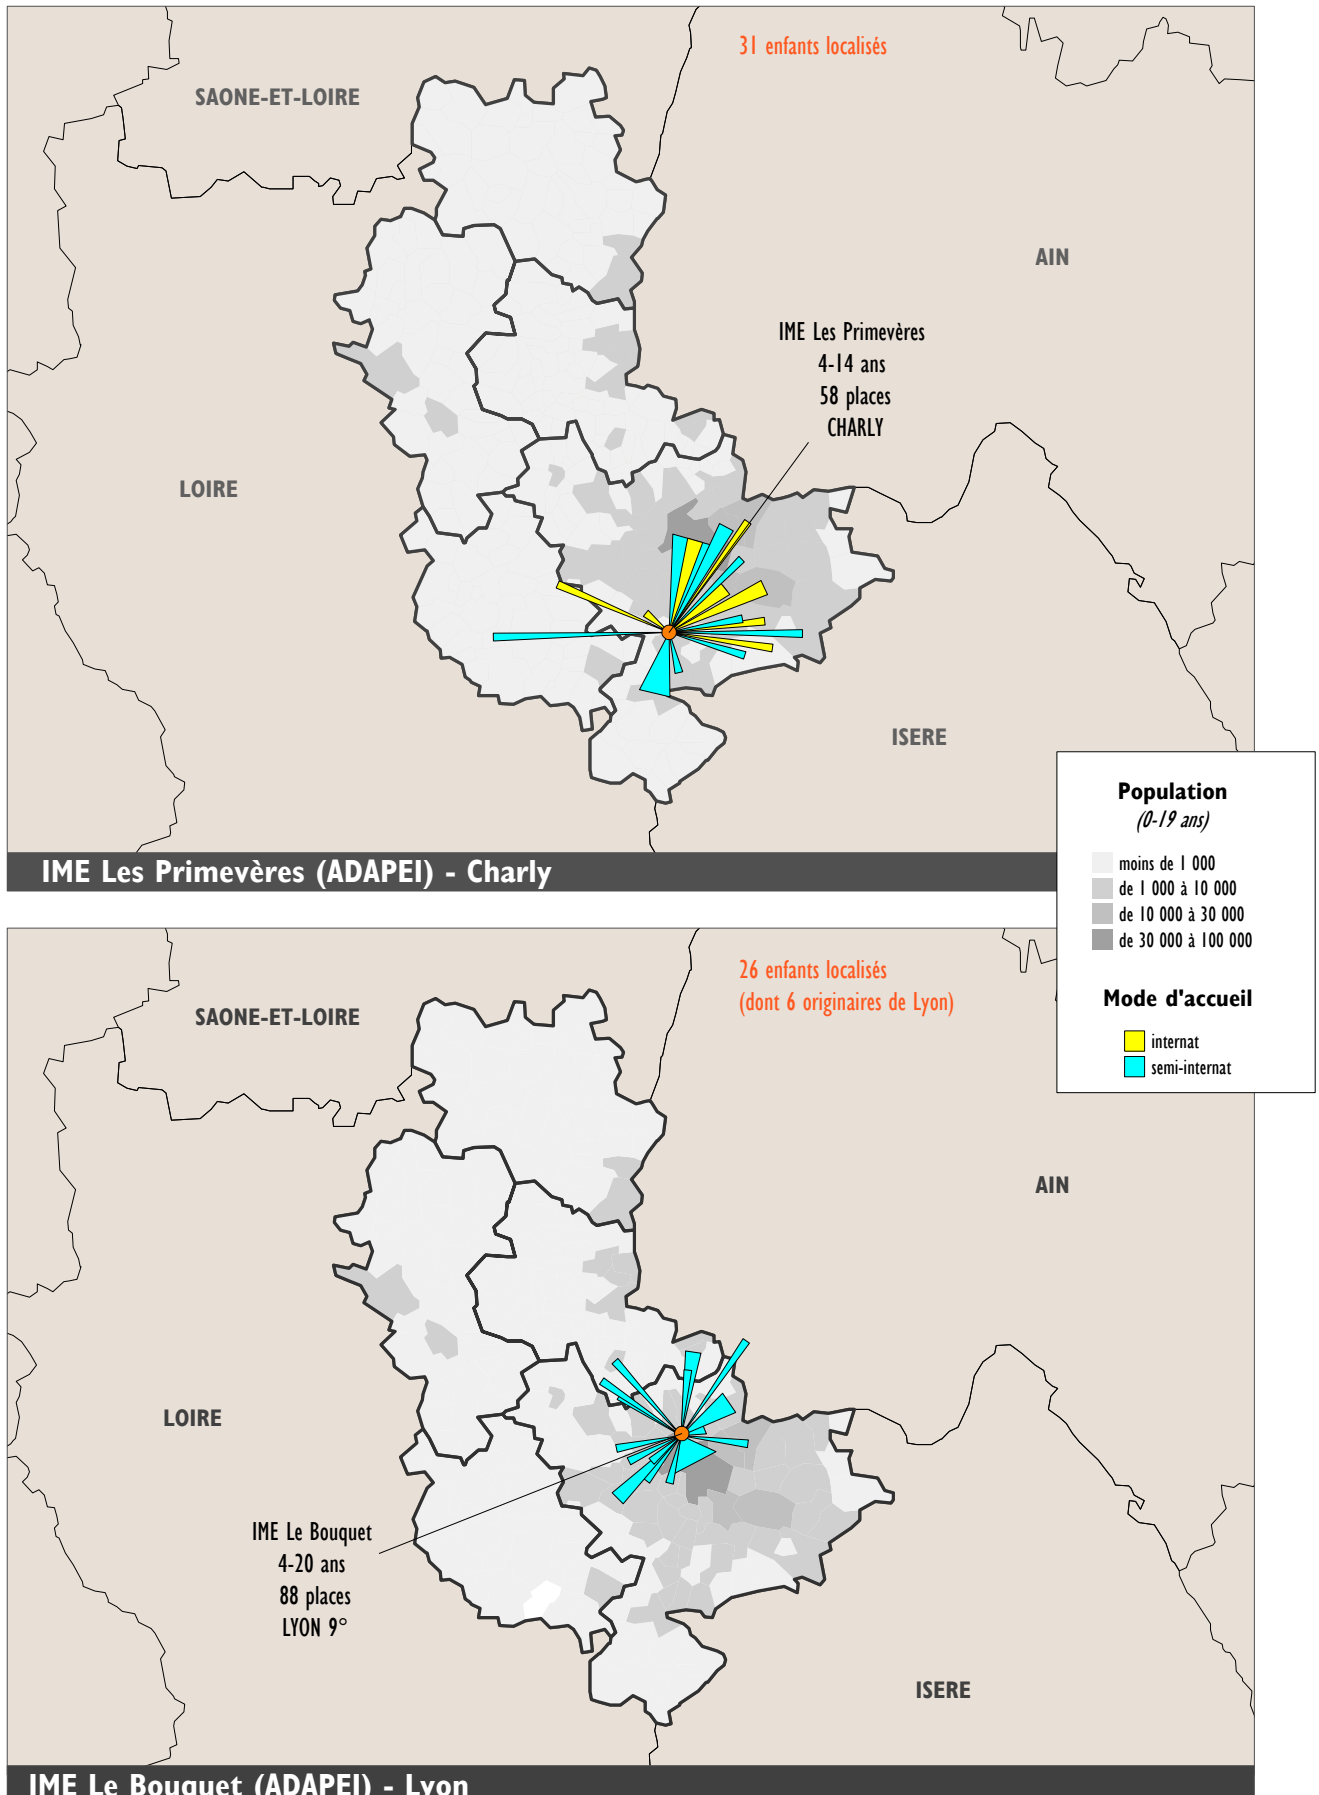 31 enfants localisés
SAONE-ET-LOIRE
AIN
IME Les Primevères
4-14 ans
58 places
CHARLY
LOIRE
ISERE
IME Les Primevères (ADAPEI) - Charly
Population
(0-19 ans)
moins de 1 000
de 1 000 à 10 000
de 10 000 à 30 000
de 30 000 à 100 000
Mode d'accueil
internat
semi-internat
26 enfants localisés
(dont 6 originaires de Lyon)
SAONE-ET-LOIRE
AIN
LOIRE
IME Le Bouquet
4-20 ans
88 places
LYON 9°
ISERE
IME Le Bouquet (ADAPEI) - Lyon